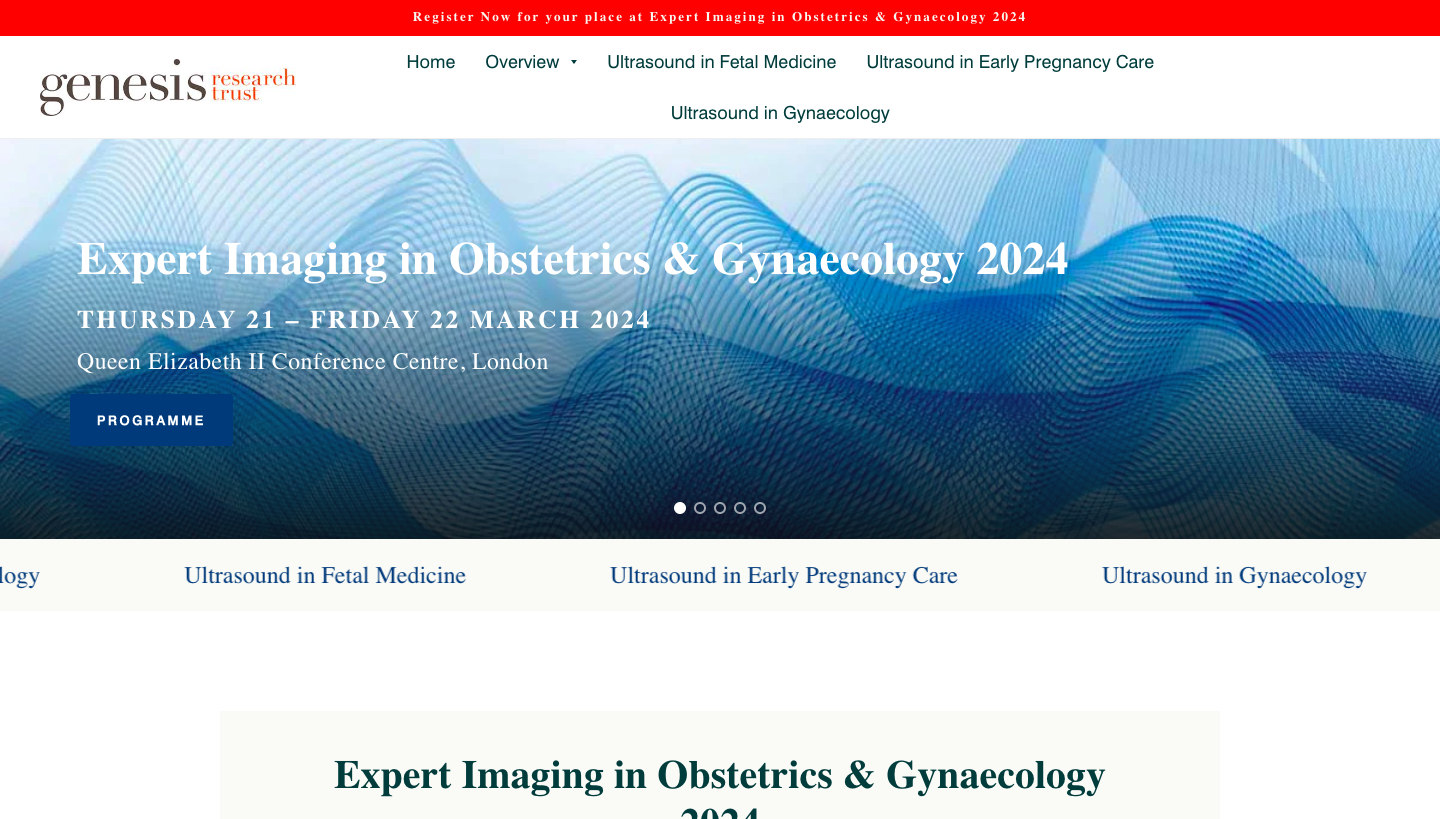 Register Now for your place at Expert Imaging in Obstetrics & Gynaecology 2024
genesis research trust
Home
Overview
Ultrasound in Fetal Medicine
Ultrasound in Early Pregnancy Care
Ultrasound in Gynaecology
Expert Imaging in Obstetrics & Gynaecology 2024
THURSDAY 21 – FRIDAY 22 MARCH 2024
Queen Elizabeth II Conference Centre, London
PROGRAMME
logy
Ultrasound in Fetal Medicine
Ultrasound in Early Pregnancy Care
Ultrasound in Gynaecology
Expert Imaging in Obstetrics & Gynaecology
2024